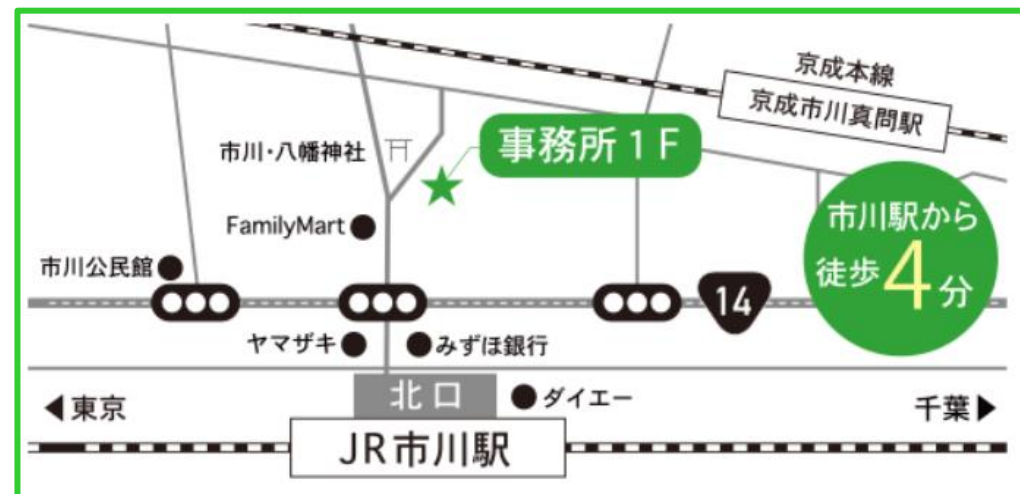 京成本線
京成市川真間駅
事務所1F
市川・八幡神社
市川駅から
徒歩4分
FamilyMart
市川公民館
14
ヤマザキ
みずほ銀行
北口
ダイエー
東京
千葉
JR市川駅